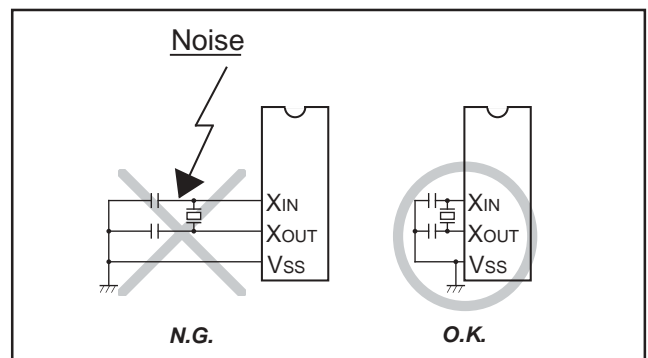 Noise
XIN
XOUT
VSS
N.G.
XIN
XOUT
VSS
O.K.